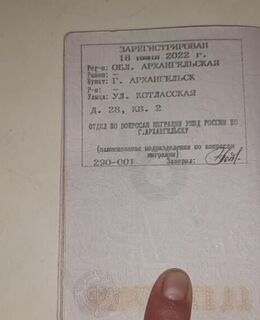 ЗАРЕГИСТРИРОВАН
18 июня 2022 г.
Рег-н: ОБЛ. АРХАНГЕЛЬСКАЯ
Район: –
Пункт: Г. АРХАНГЕЛЬСК
Р-н: –
Улица: УЛ. КОТЛАССКАЯ
Д. 28, КВ. 2
ОТДЕЛ ПО ВОПРОСАМ МИГРАЦИИ УМВД РОССИИ ПО
Г.АРХАНГЕЛЬСКУ
(наименование подразделения по вопросам
миграции)
290-001 Заверил: